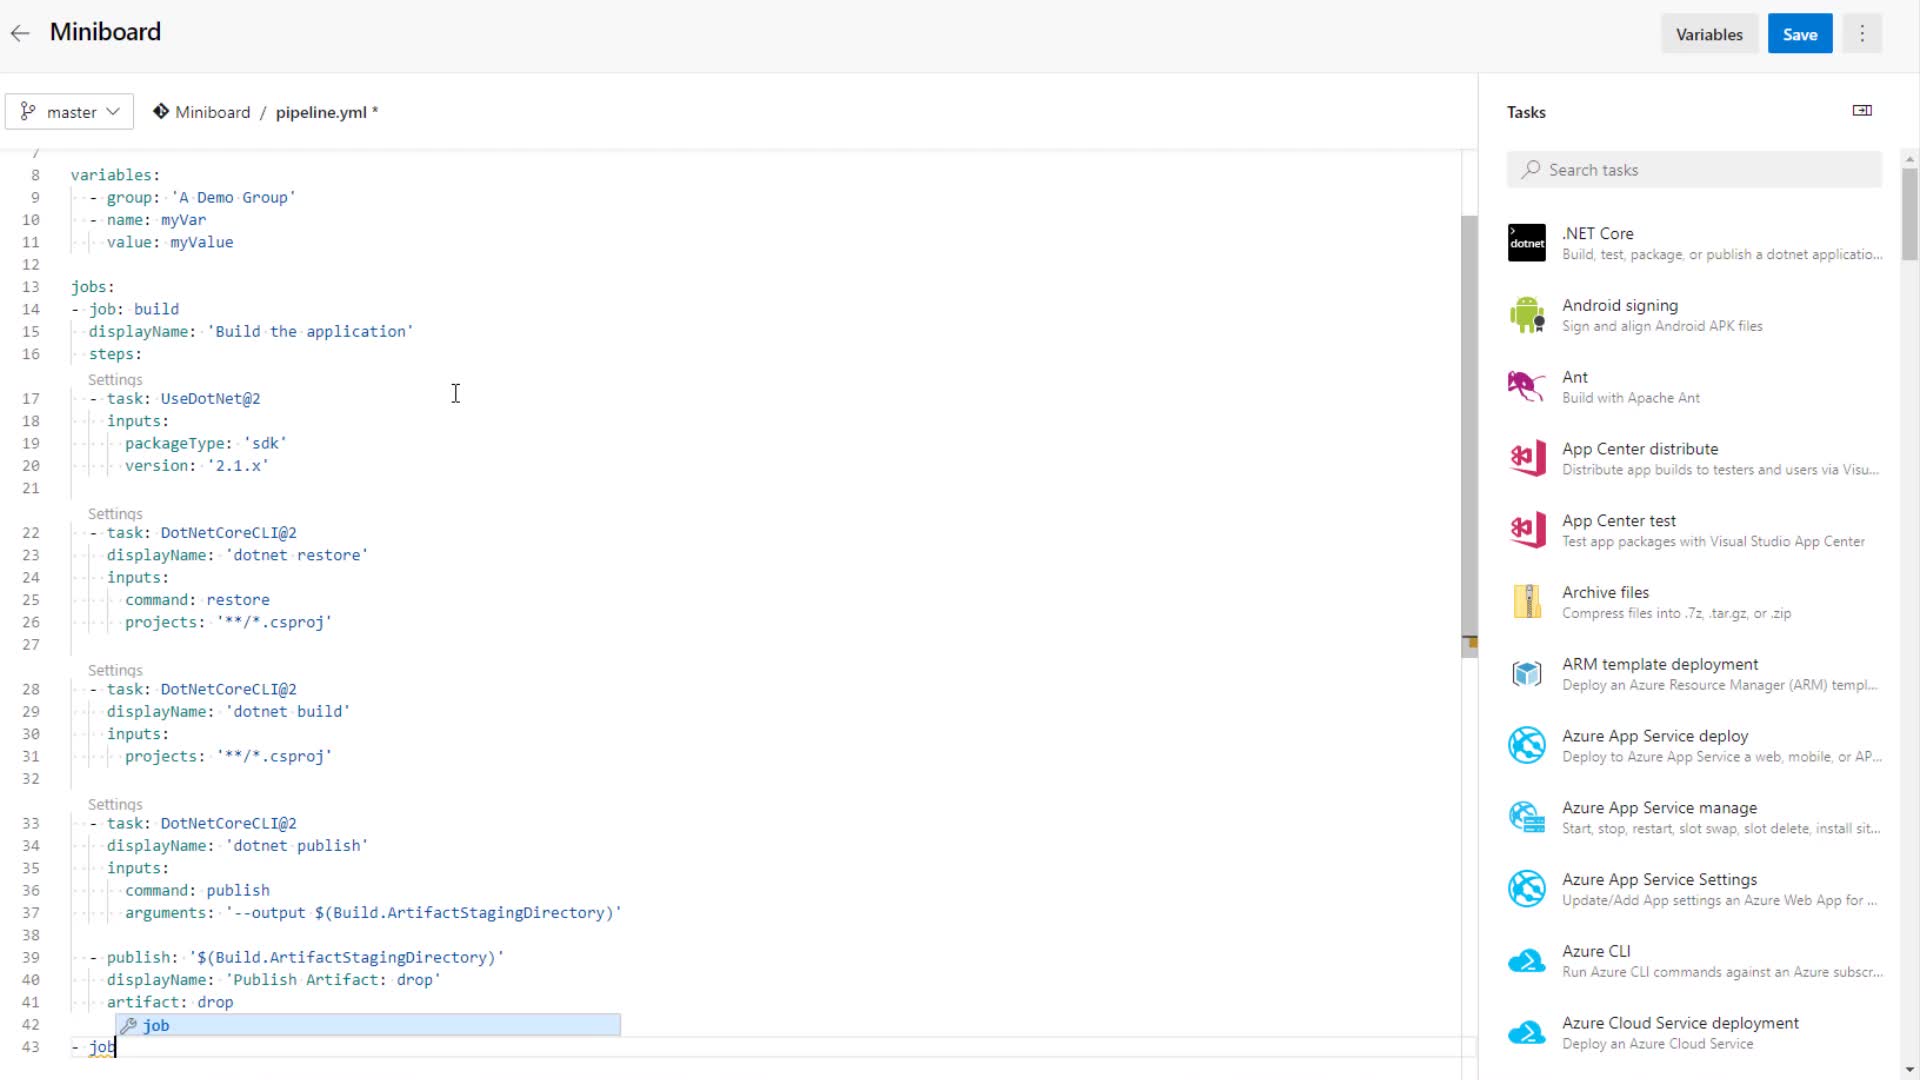 Miniboard
Variables
Save
master
Miniboard / pipeline.yml *
Tasks
Search tasks
7
8 variables:
9 - group: 'A Demo Group'
10 - name: myVar
11 value: myValue
12
13 jobs:
14 - job: build
15 displayName: 'Build the application'
16 steps:
Settings
17 - task: UseDotNet@2
18 inputs:
19 packageType: 'sdk'
20 version: '2.1.x'
21
Settings
22 - task: DotNetCoreCLI@2
23 displayName: 'dotnet restore'
24 inputs:
25 command: restore
26 projects: '**/*.csproj'
27
Settings
28 - task: DotNetCoreCLI@2
29 displayName: 'dotnet build'
30 inputs:
31 projects: '**/*.csproj'
32
Settings
33 - task: DotNetCoreCLI@2
34 displayName: 'dotnet publish'
35 inputs:
36 command: publish
37 arguments: '--output $(Build.ArtifactStagingDirectory)'
38
39 - publish: '$(Build.ArtifactStagingDirectory)'
40 displayName: 'Publish Artifact: drop'
41 artifact: drop
42
job
43 - job
dotnet
.NET Core
Build, test, package, or publish a dotnet applicatio...
Android signing
Sign and align Android APK files
Ant
Build with Apache Ant
App Center distribute
Distribute app builds to testers and users via Visu...
App Center test
Test app packages with Visual Studio App Center
Archive files
Compress files into .7z, .tar.gz, or .zip
ARM template deployment
Deploy an Azure Resource Manager (ARM) templ...
Azure App Service deploy
Deploy to Azure App Service a web, mobile, or AP...
Azure App Service manage
Start, stop, restart, slot swap, slot delete, install sit...
Azure App Service Settings
Update/Add App settings an Azure Web App for ...
Azure CLI
Run Azure CLI commands against an Azure subscr...
Azure Cloud Service deployment
Deploy an Azure Cloud Service